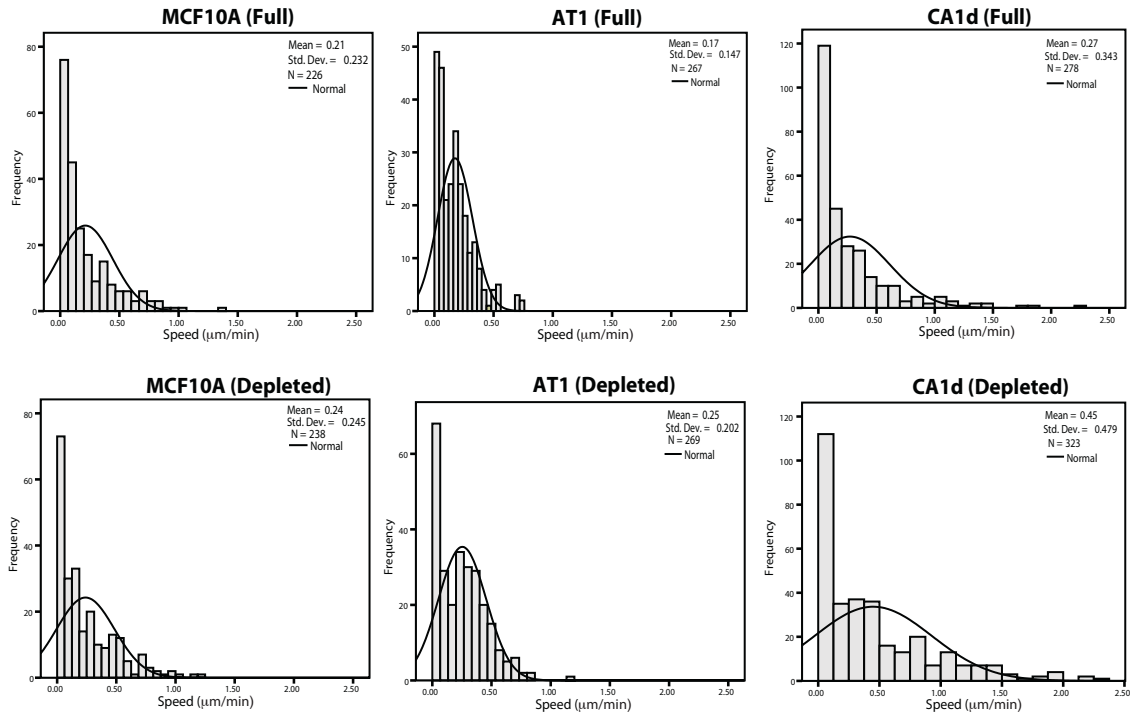 MCF10A (Full)
Mean = 0.21
Std. Dev. = 0.232
N = 226
Normal
80
60
40
20
0
Frequency
0.00 0.50 1.00 1.50 2.00 2.50
Speed (μm/min)
AT1 (Full)
Mean = 0.17
Std. Dev. = 0.147
N = 267
Normal
50
40
30
20
10
0
Frequency
0.00 0.50 1.00 1.50 2.00 2.50
Speed (μm/min)
CA1d (Full)
Mean = 0.27
Std. Dev. = 0.343
N = 278
Normal
120
100
80
60
40
20
0
Frequency
0.00 0.50 1.00 1.50 2.00 2.50
Speed (μm/min)
MCF10A (Depleted)
Mean = 0.24
Std. Dev. = 0.245
N = 238
Normal
80
60
40
20
0
Frequency
0.00 0.50 1.00 1.50 2.00 2.50
Speed (μm/min)
AT1 (Depleted)
Mean = 0.25
Std. Dev. = 0.202
N = 269
Normal
60
40
20
0
Frequency
0.00 0.50 1.00 1.50 2.00 2.50
Speed (μm/min)
CA1d (Depleted)
Mean = 0.45
Std. Dev. = 0.479
N = 323
Normal
120
100
80
60
40
20
0
Frequency
0.00 0.50 1.00 1.50 2.00 2.50
Speed (μm/min)